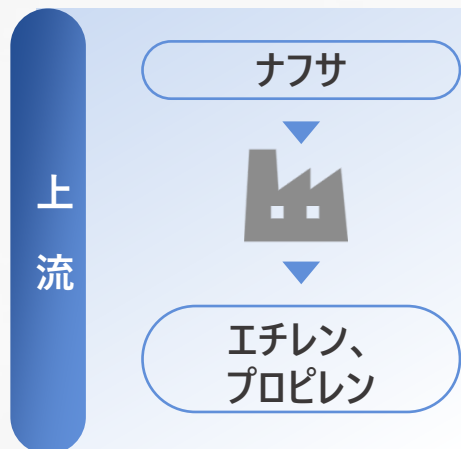 上流
ナフサ
エチレン、
プロピレン